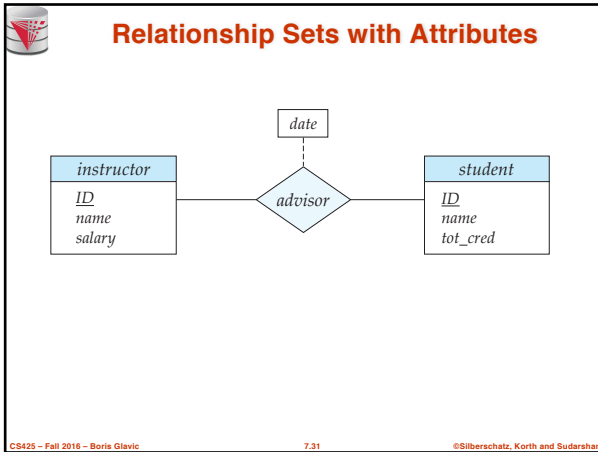 Relationship Sets with Attributes
date
instructor
ID
name
salary
advisor
student
ID
name
tot_cred
CS425 – Fall 2016 – Boris Glavic
7.31
©Silberschatz, Korth and Sudarshan